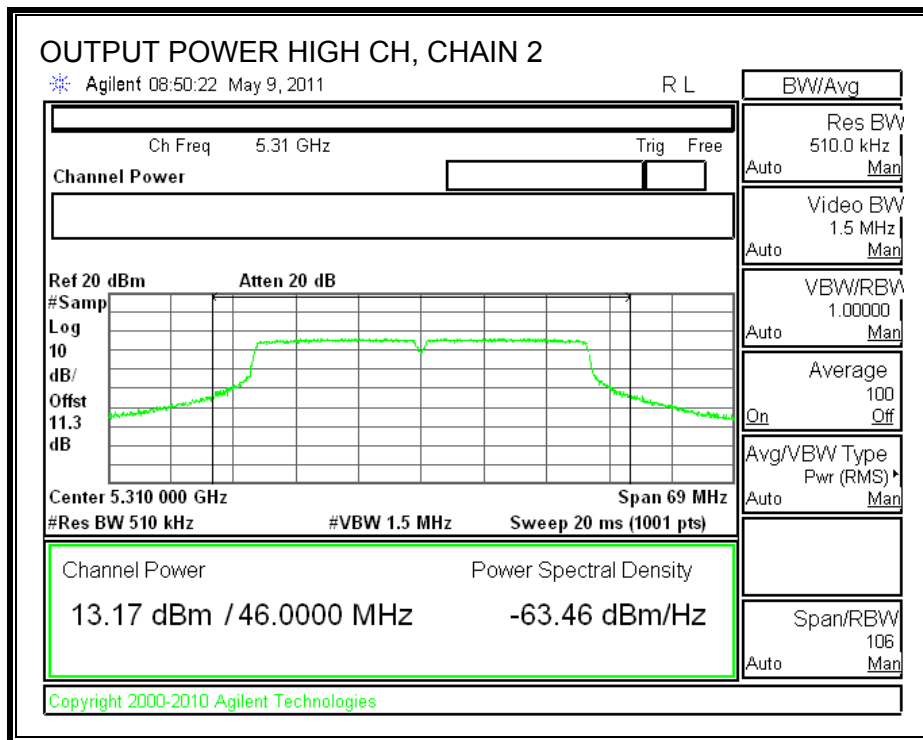 OUTPUT POWER HIGH CH, CHAIN 2
Agilent 08:50:22 May 9, 2011 R L
Ch Freq 5.31 GHz Trig Free
Channel Power
Ref 20 dBm Atten 20 dB
#Samp
Log
10
dB/
Offst
11.3
dB
Center 5.310 000 GHz Span 69 MHz
#Res BW 510 kHz #VBW 1.5 MHz Sweep 20 ms (1001 pts)
Channel Power Power Spectral Density
13.17 dBm / 46.0000 MHz -63.46 dBm/Hz
Copyright 2000-2010 Agilent Technologies
BW/Avg
Res BW
510.0 kHz
Auto Man
Video BW
1.5 MHz
Auto Man
VBW/RBW
1.00000
Auto Man
Average
100
On Off
Avg/VBW Type
Pwr (RMS)
Auto Man
Span/RBW
106
Auto Man